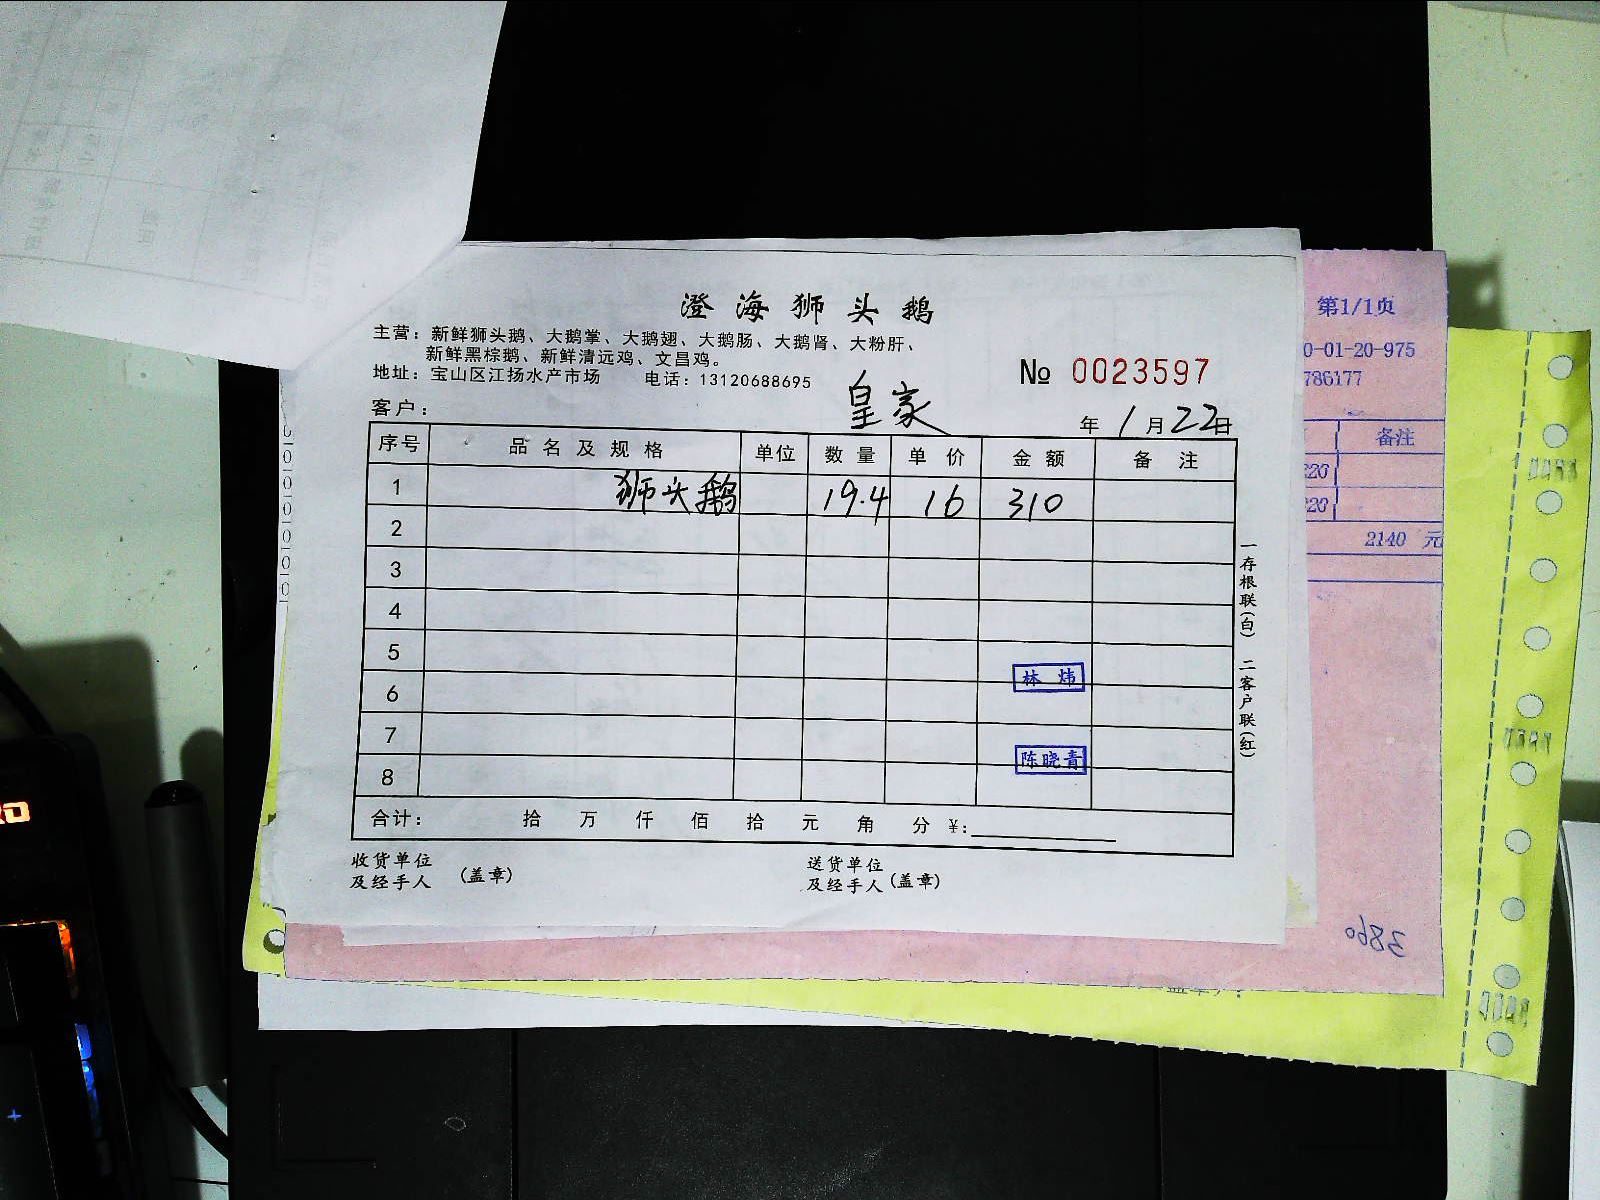 澄海狮头鹅
主营：新鲜狮头鹅、大鹅掌、大鹅翅、大鹅肠、大鹅肾、大粉肝、
新鲜黑棕鹅、新鲜清远鸡、文昌鸡。
地址：宝山区江扬水产市场 电话：13120688695
№ 0023597
客户： 皇家 年 1 月 22 日
序号 品名及规格 单位 数量 单价 金额 备注
1 狮头鹅 19.4 16 310
2
3
4
5
6
林炜
7
8
陈晓青
合计： 拾 万 仟 佰 拾 元 角 分 ¥:
收货单位
及经手人 (盖章)
送货单位
及经手人 (盖章)
一存根联(白) 二客户联(红)
第1/1页
0-01-20-975
786177
备注
220
320
2140 元
3860